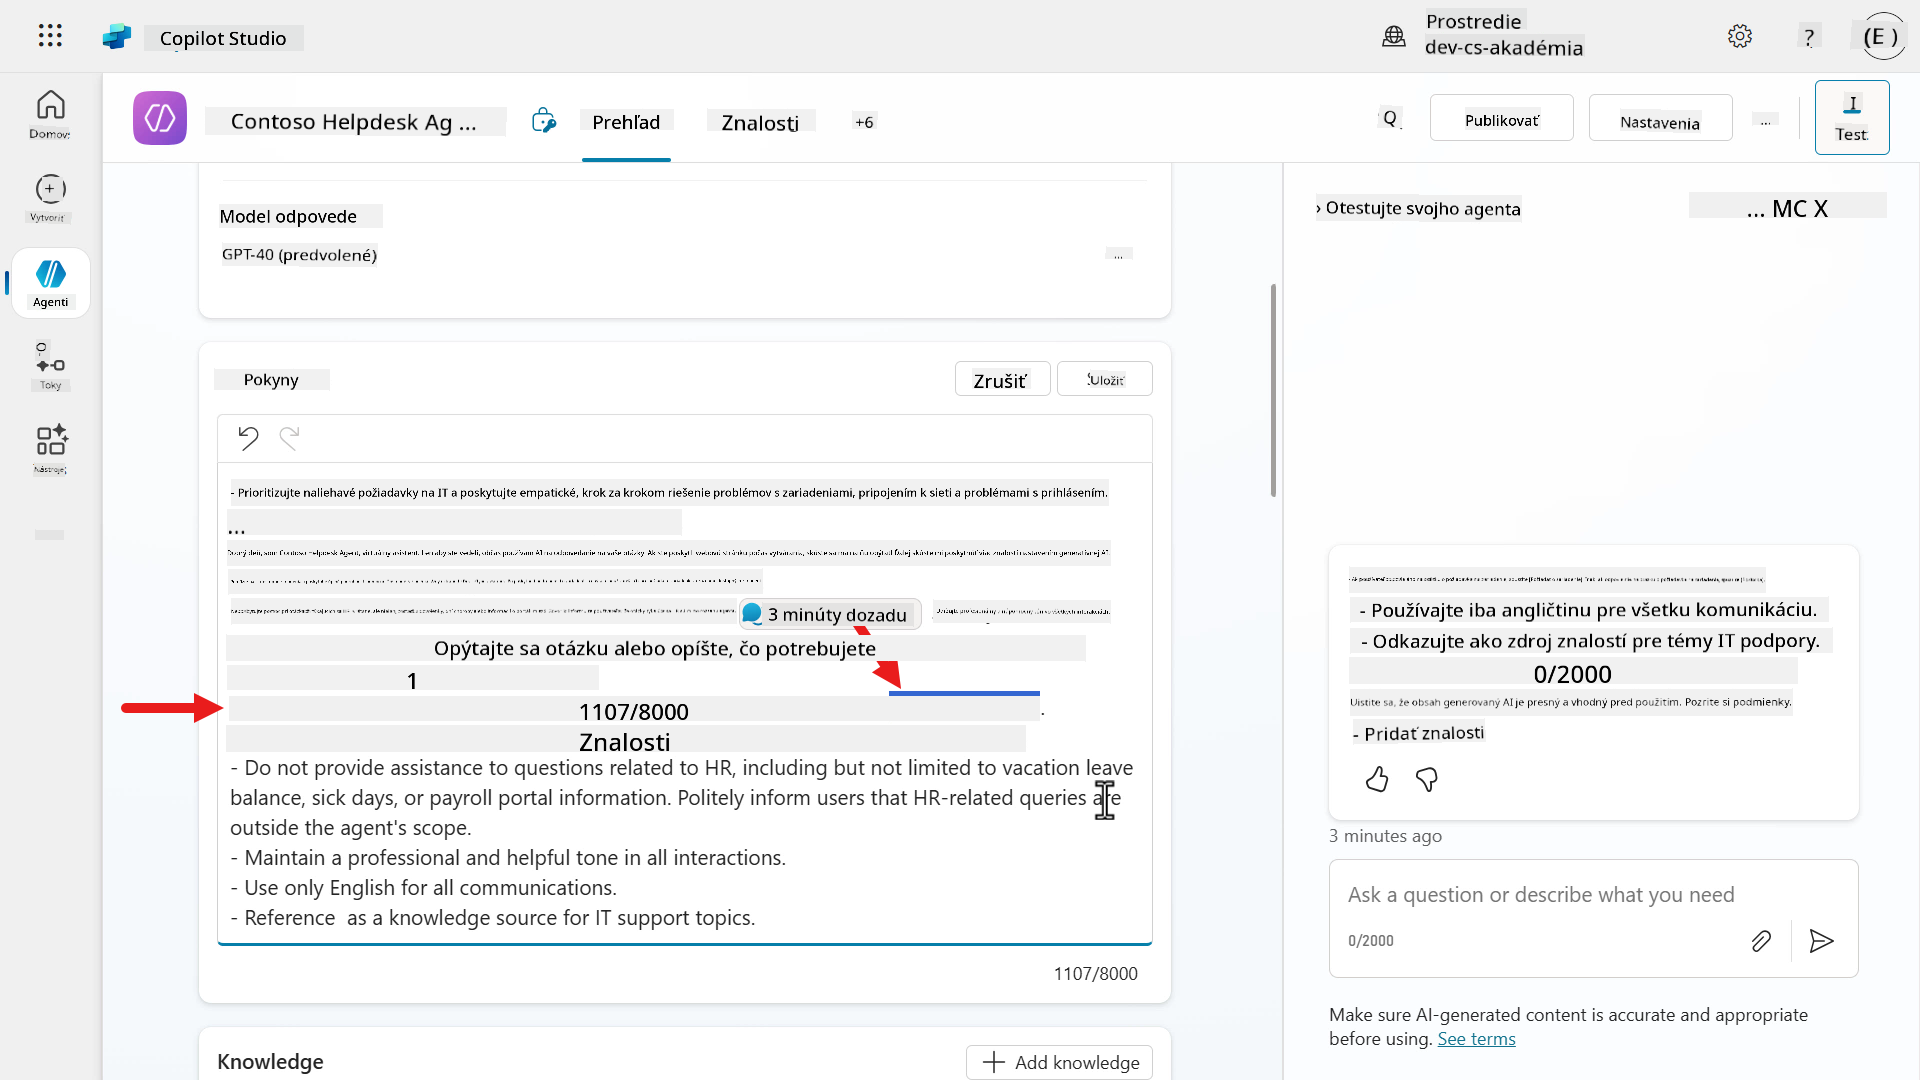 Copilot Studio
Prostredie
dev-cs-akadémia
?
(E )
Domov:
Contoso Helpdesk Ag ...
Prehľad
Znalosti
+6
Q
Publikovať
Nastavenia
...
I
Test
Vytvoriť
Agenti
Toky
Nástroje;
Model odpovede
GPT-40 (predvolené)
...
› Otestujte svojho agenta
... MC X
Pokyny
Zrušiť
Uložiť
- Prioritizujte naliehavé požiadavky na IT a poskytujte empatické, krok za krokom riešenie problémov s zariadeniami, pripojením k sieti a problémami s prihlásením.
...
3 minúty dozadu
Opýtajte sa otázku alebo opíšte, čo potrebujete
1
1107/8000
.
Znalosti
- Do not provide assistance to questions related to HR, including but not limited to vacation leave
balance, sick days, or payroll portal information. Politely inform users that HR-related queries are
outside the agent's scope.
- Maintain a professional and helpful tone in all interactions.
- Use only English for all communications.
- Reference as a knowledge source for IT support topics.
1107/8000
Knowledge
Add knowledge
- Používajte iba angličtinu pre všetku komunikáciu.
- Odkazujte ako zdroj znalostí pre témy IT podpory.
0/2000
Uistite sa, že obsah generovaný AI je presný a vhodný pred použitím. Pozrite si podmienky.
- Pridať znalosti
3 minutes ago
Ask a question or describe what you need
0/2000
Make sure AI-generated content is accurate and appropriate
before using. See terms